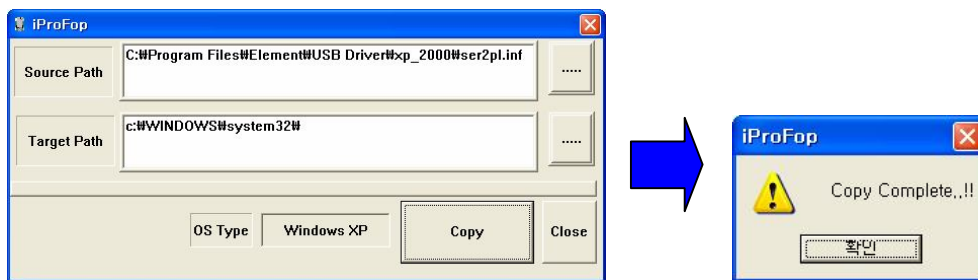 iProFop
Source Path
C:₩Program Files₩Element₩USB Driver₩xp_2000₩ser2pl.inf
.....
Target Path
c:₩WINDOWS₩system32₩
.....
OS Type
Windows XP
Copy
Close
iProFop
Copy Complete,,!!
확인